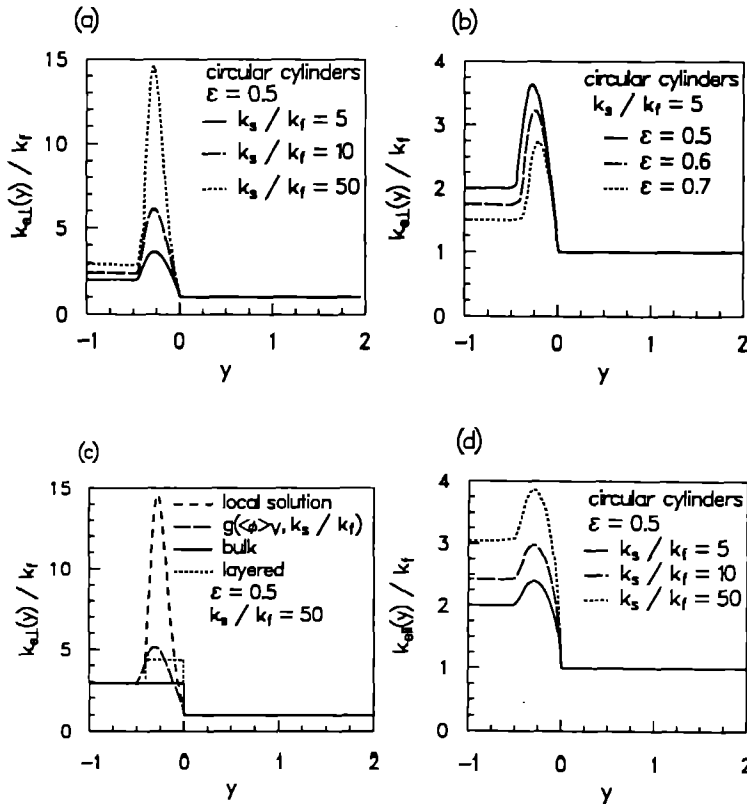 (a)
15
10
5
0
-1
0
1
2
k_e⊥(y) / k_f
y
circular cylinders
ε = 0.5
k_s / k_f = 5
k_s / k_f = 10
k_s / k_f = 50
(b)
4
3
2
1
0
-1
0
1
2
k_e⊥(y) / k_f
y
circular cylinders
k_s / k_f = 5
ε = 0.5
ε = 0.6
ε = 0.7
(c)
15
10
5
0
-1
0
1
2
k_e⊥(y) / k_f
y
local solution
g(<φ>v, k_s / k_f)
bulk
layered
ε = 0.5
k_s / k_f = 50
(d)
4
3
2
1
0
-1
0
1
2
k_e||(y) / k_f
y
circular cylinders
ε = 0.5
k_s / k_f = 5
k_s / k_f = 10
k_s / k_f = 50